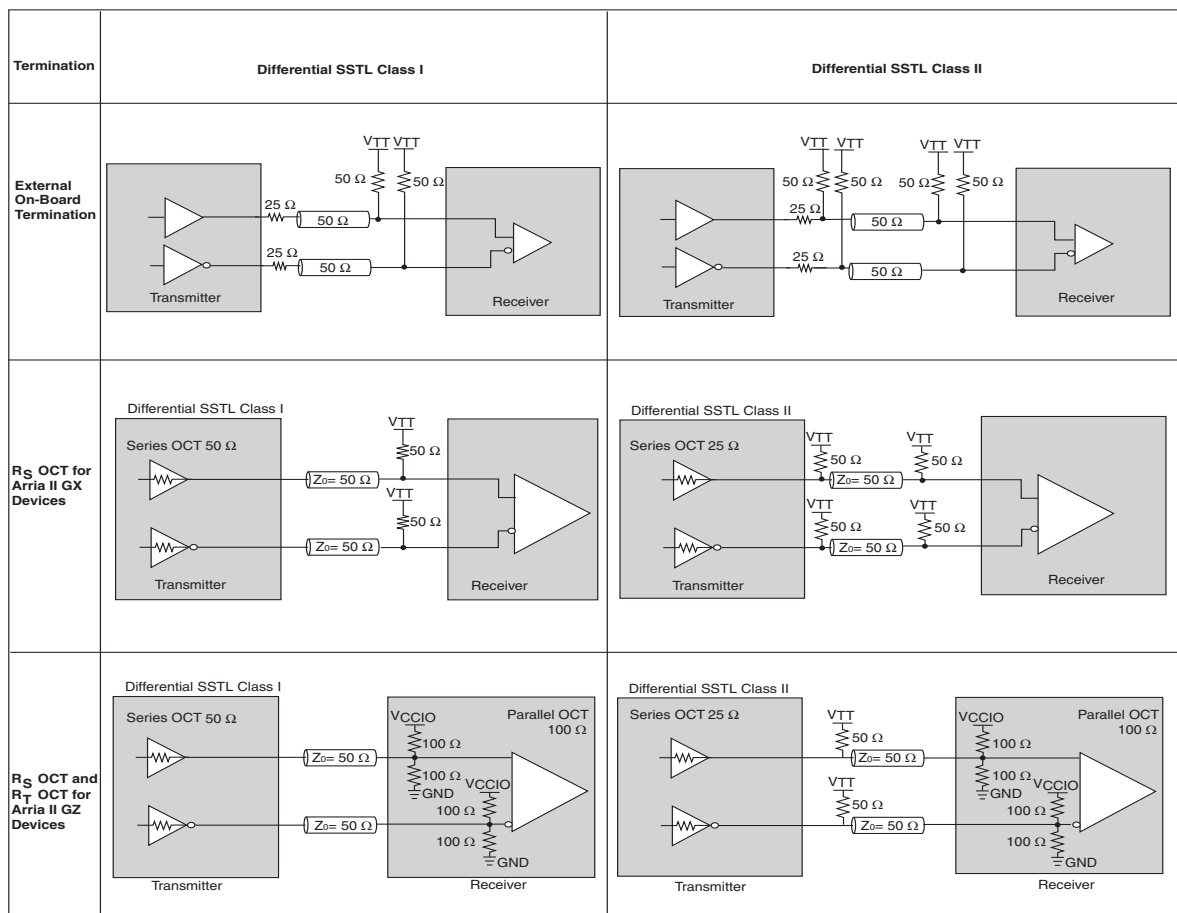 Termination
Differential SSTL Class I
Differential SSTL Class II
External
On-Board
Termination
VTT VTT
50 Ω 50 Ω
25 Ω
50 Ω
25 Ω
50 Ω
Transmitter
Receiver
VTT VTT
VTT VTT
50 Ω 50 Ω
50 Ω 50 Ω
25 Ω
50 Ω
25 Ω
50 Ω
Transmitter
Receiver
RS OCT for
Arria II GX
Devices
Differential SSTL Class I
Series OCT 50 Ω
VTT
50 Ω
Z0= 50 Ω
VTT
50 Ω
Z0= 50 Ω
Transmitter
Receiver
Differential SSTL Class II
Series OCT 25 Ω
VTT
50 Ω
VTT
50 Ω
Z0= 50 Ω
VTT
50 Ω
VTT
50 Ω
Z0= 50 Ω
Transmitter
Receiver
RS OCT and
RT OCT for
Arria II GZ
Devices
Differential SSTL Class I
Series OCT 50 Ω
VCCIO
Parallel OCT
100 Ω
100 Ω
Z0= 50 Ω
100 Ω
VCCIO
GND
100 Ω
Z0= 50 Ω
100 Ω
GND
Transmitter
Receiver
Differential SSTL Class II
Series OCT 25 Ω
VTT
50 Ω
VCCIO
Parallel OCT
100 Ω
100 Ω
Z0= 50 Ω
VTT
50 Ω
100 Ω
VCCIO
GND
100 Ω
Z0= 50 Ω
100 Ω
GND
Transmitter
Receiver